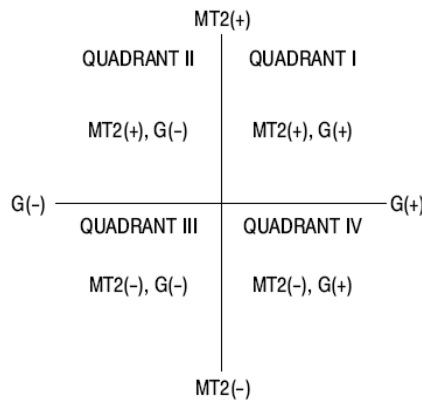 MT2(+)
QUADRANT II QUADRANT I
MT2(+), G(–) MT2(+), G(+)
G(–) G(+)
QUADRANT III QUADRANT IV
MT2(–), G(–) MT2(–), G(+)
MT2(–)